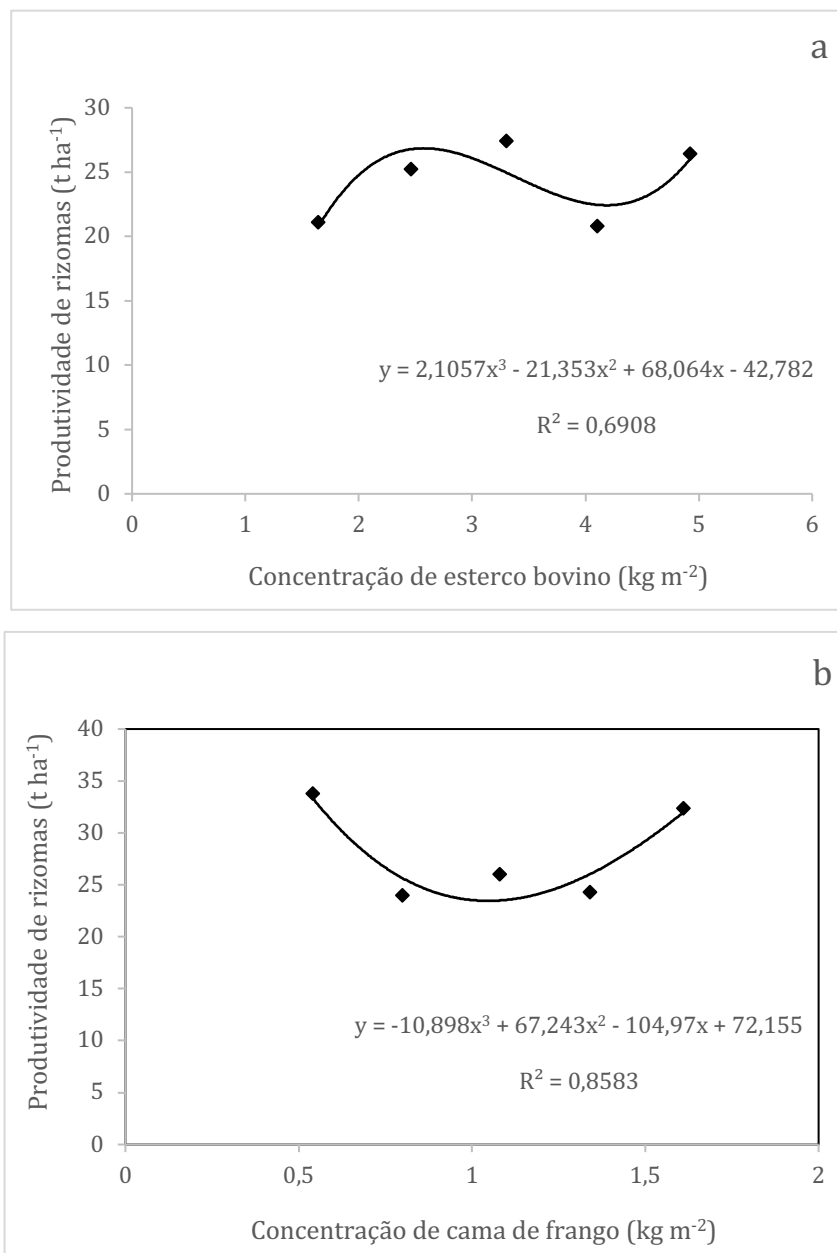 a
30
25
20
15
10
5
0
0 1 2 3 4 5 6
Produtividade de rizomas (t ha⁻¹)
y = 2,1057x³ - 21,353x² + 68,064x - 42,782
R² = 0,6908
Concentração de esterco bovino (kg m⁻²)
b
40
35
30
25
20
15
10
5
0
0 0,5 1 1,5 2
Produtividade de rizomas (t ha⁻¹)
y = -10,898x³ + 67,243x² - 104,97x + 72,155
R² = 0,8583
Concentração de cama de frango (kg m⁻²)